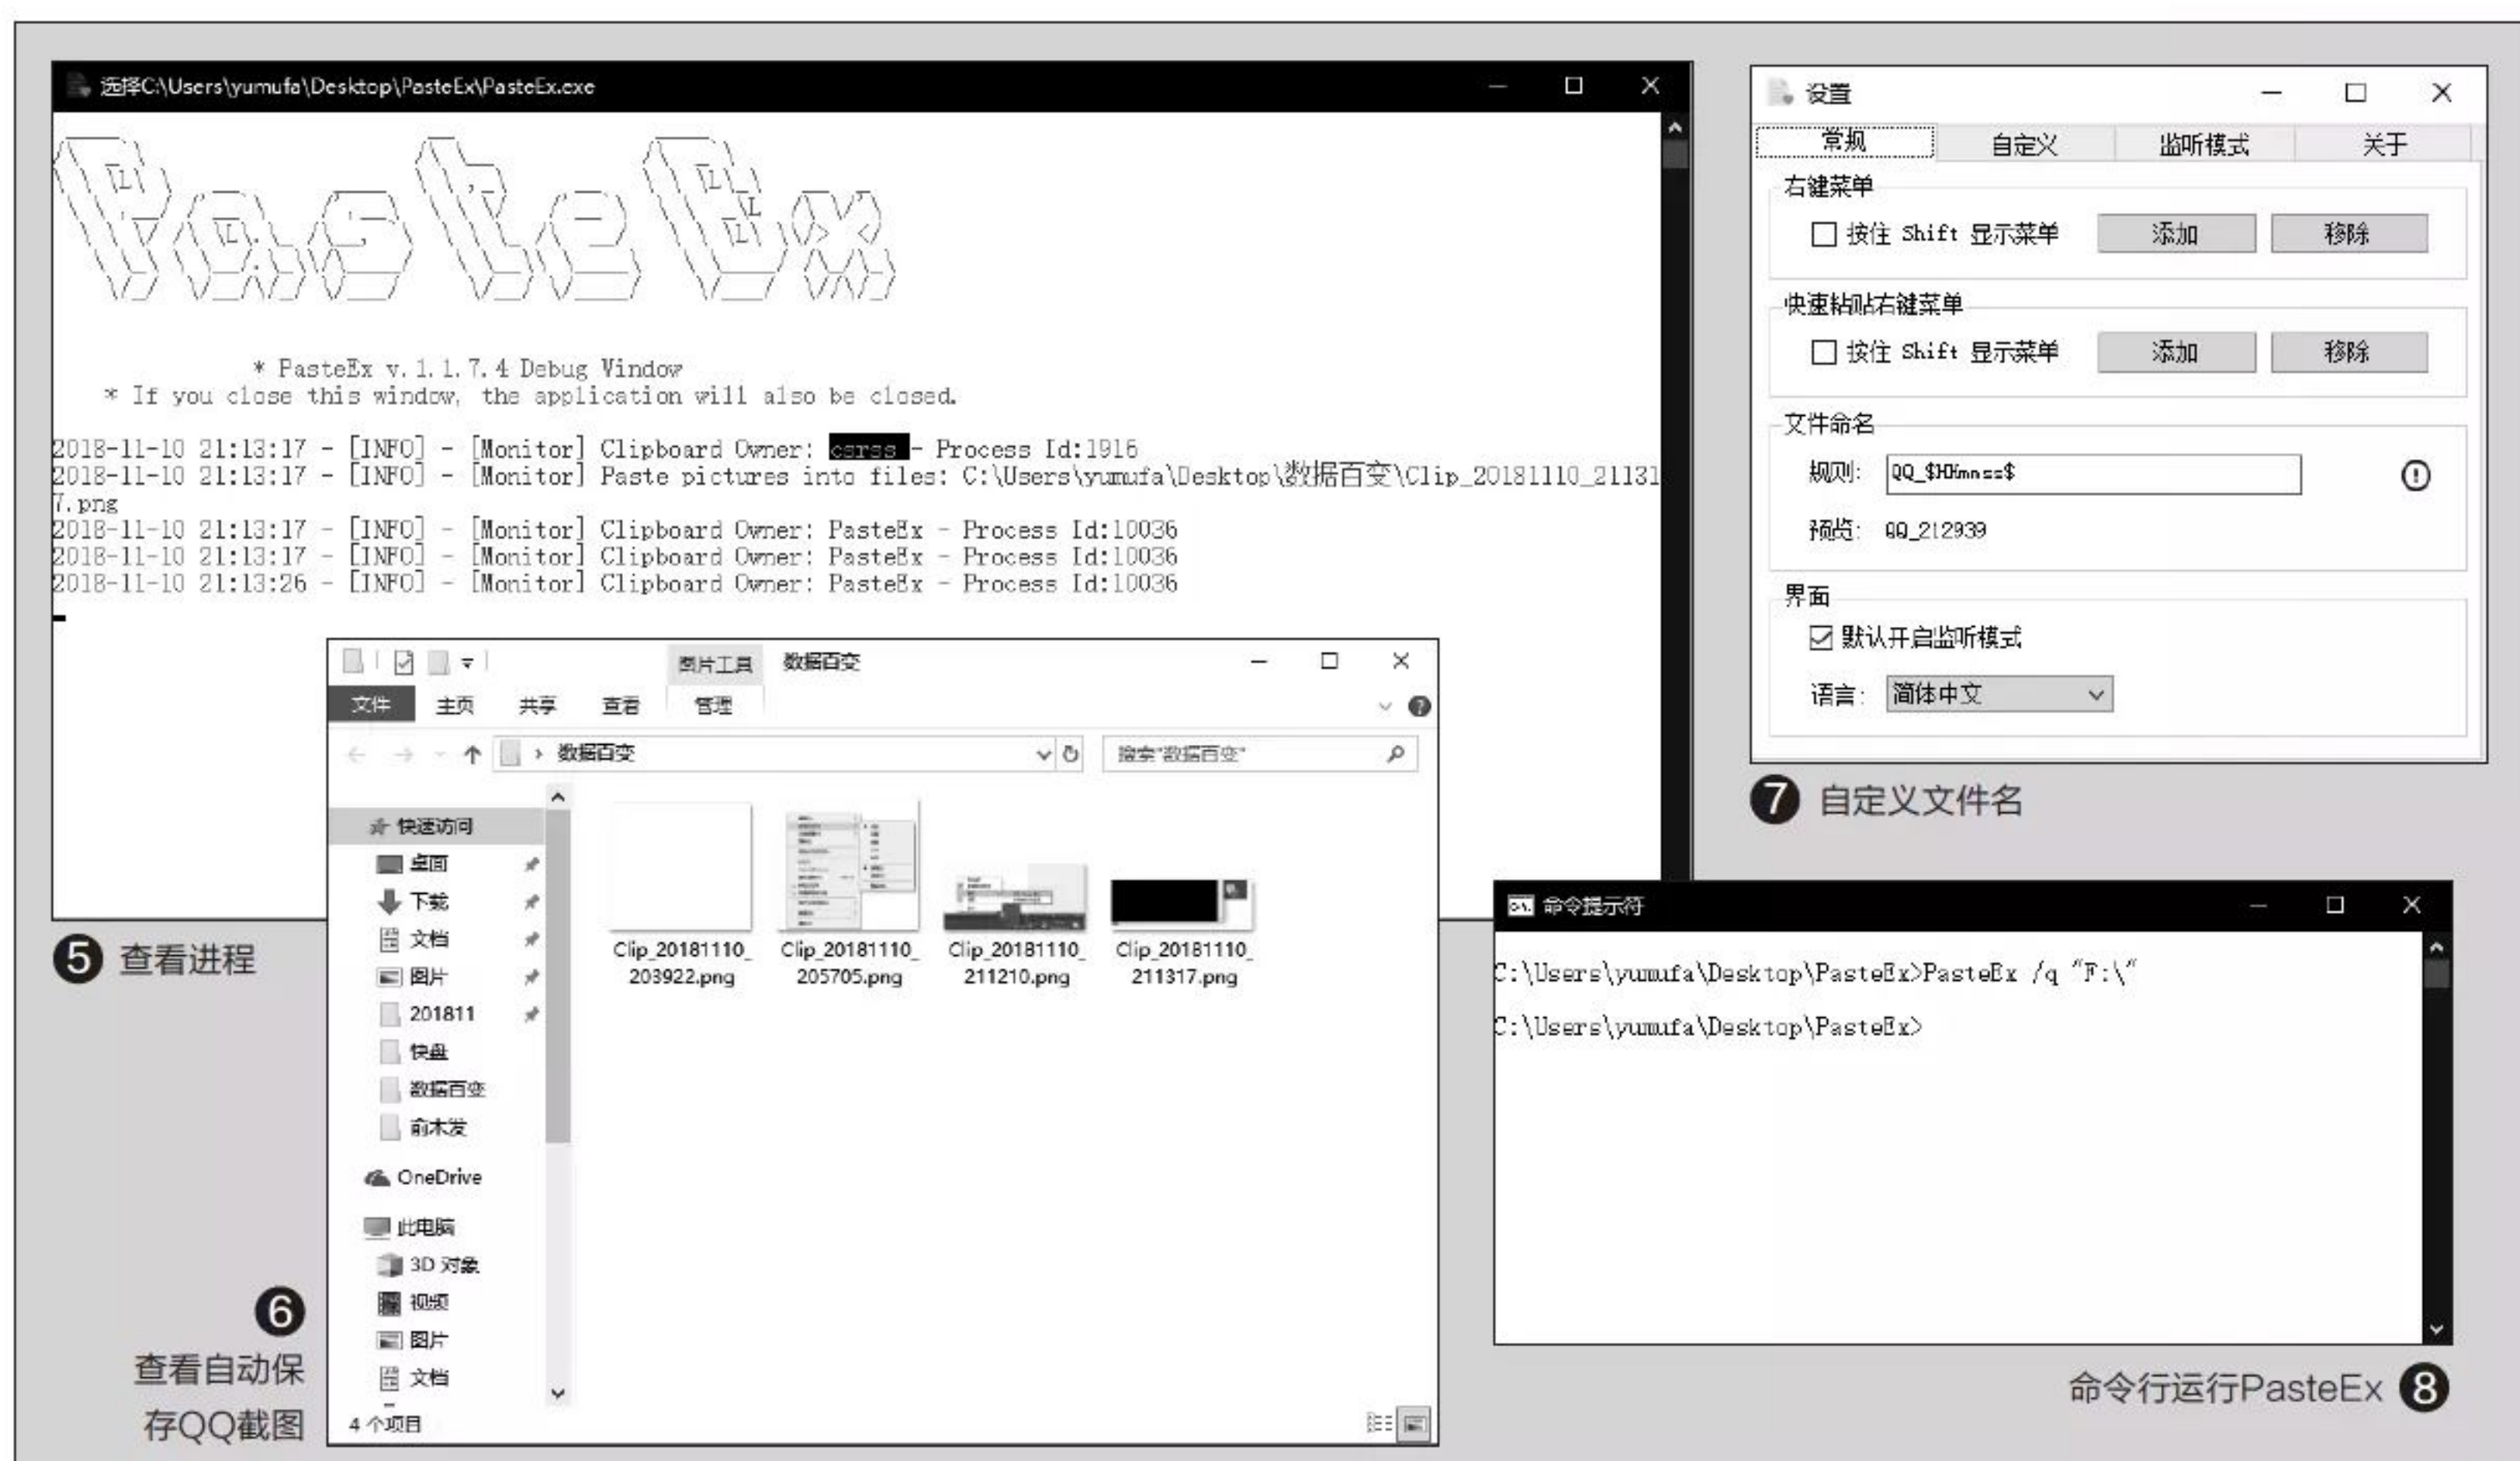 选择C:\Users\yumufa\Desktop\PasteEx\PasteEx.exe
PasteEx
* PasteEx v.1.1.7.4 Debug Window
* If you close this window, the application will also be closed.
2018-11-10 21:13:17 - [INFO] - [Monitor] Clipboard Owner: csrss - Process Id:1916
2018-11-10 21:13:17 - [INFO] - [Monitor] Paste pictures into files: C:\Users\yumufa\Desktop\数据百变\Clip_20181110_21131
7.png
2018-11-10 21:13:17 - [INFO] - [Monitor] Clipboard Owner: PasteEx - Process Id:10036
2018-11-10 21:13:17 - [INFO] - [Monitor] Clipboard Owner: PasteEx - Process Id:10036
2018-11-10 21:13:26 - [INFO] - [Monitor] Clipboard Owner: PasteEx - Process Id:10036
5 查看进程
图片工具 数据百变
文件 主页 共享 查看 管理
数据百变 搜索"数据百变"
快速访问
桌面
下载
文档
图片
201811
快盘
数据百变
俞木发
OneDrive
此电脑
3D 对象
视频
图片
文档
4 个项目
Clip_20181110_
203922.png
Clip_20181110_
205705.png
Clip_20181110_
211210.png
Clip_20181110_
211317.png
6
查看自动保
存QQ截图
设置
常规 自定义 监听模式 关于
右键菜单
按住 Shift 显示菜单 添加 移除
快速粘贴右键菜单
按住 Shift 显示菜单 添加 移除
文件命名
规则: QQ_$HHmmss$
预览: QQ_212939
界面
默认开启监听模式
语言: 简体中文
7 自定义文件名
命令提示符
C:\Users\yumufa\Desktop\PasteEx>PasteEx /q "F:\"
C:\Users\yumufa\Desktop\PasteEx>
命令行运行PasteEx 8